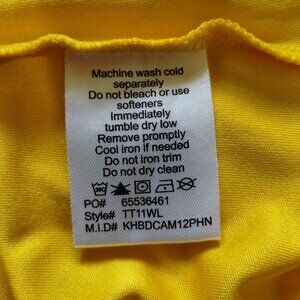 Machine wash cold
separately
Do not bleach or use
softeners
Immediately
tumble dry low
Remove promptly
Cool iron if needed
Do not iron trim
Do not dry clean
PO# 65536461
Style# TT11WL
M.I.D# KHBDCAM12PHN